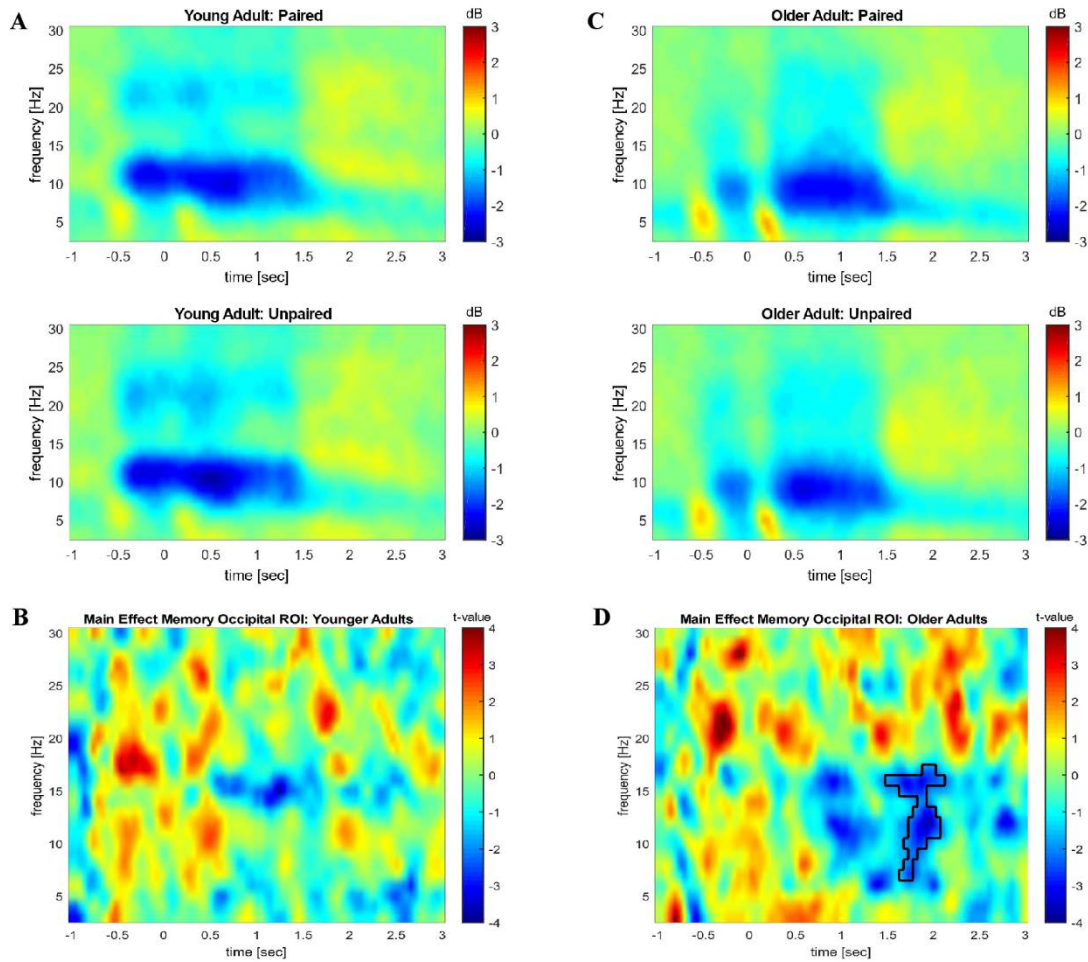 A
Young Adult: Paired
dB
frequency [Hz]
30
25
20
15
10
5
-1 -0.5 0 0.5 1 1.5 2 2.5 3
time [sec]
3
2
1
0
-1
-2
-3
Young Adult: Unpaired
dB
frequency [Hz]
30
25
20
15
10
5
-1 -0.5 0 0.5 1 1.5 2 2.5 3
time [sec]
3
2
1
0
-1
-2
-3
B
Main Effect Memory Occipital ROI: Younger Adults
t-value
frequency [Hz]
30
25
20
15
10
5
-1 -0.5 0 0.5 1 1.5 2 2.5 3
time [sec]
4
3
2
1
0
-1
-2
-3
-4
C
Older Adult: Paired
dB
frequency [Hz]
30
25
20
15
10
5
-1 -0.5 0 0.5 1 1.5 2 2.5 3
time [sec]
3
2
1
0
-1
-2
-3
Older Adult: Unpaired
dB
frequency [Hz]
30
25
20
15
10
5
-1 -0.5 0 0.5 1 1.5 2 2.5 3
time [sec]
3
2
1
0
-1
-2
-3
D
Main Effect Memory Occipital ROI: Older Adults
t-value
frequency [Hz]
30
25
20
15
10
5
-1 -0.5 0 0.5 1 1.5 2 2.5 3
time [sec]
4
3
2
1
0
-1
-2
-3
-4